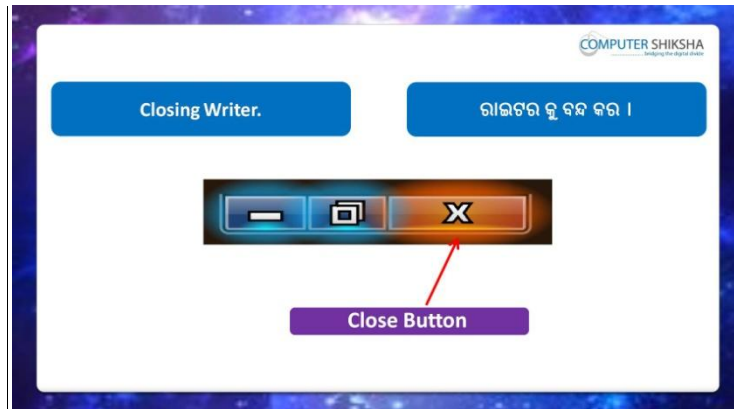 COMPUTER SHIKSHA
bridging the digital divide
Closing Writer.
ରାଇଟର କୁ ବନ୍ଦ କର ।
Close Button